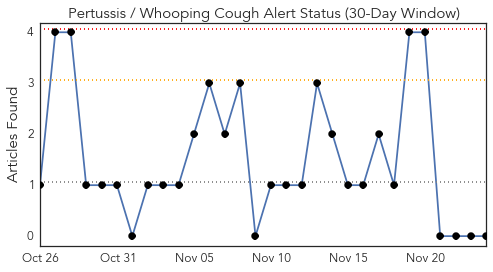 Pertussis / Whooping Cough Alert Status (30-Day Window)
Articles Found
4
3
2
1
0
Oct 26 Oct 31 Nov 05 Nov 10 Nov 15 Nov 20